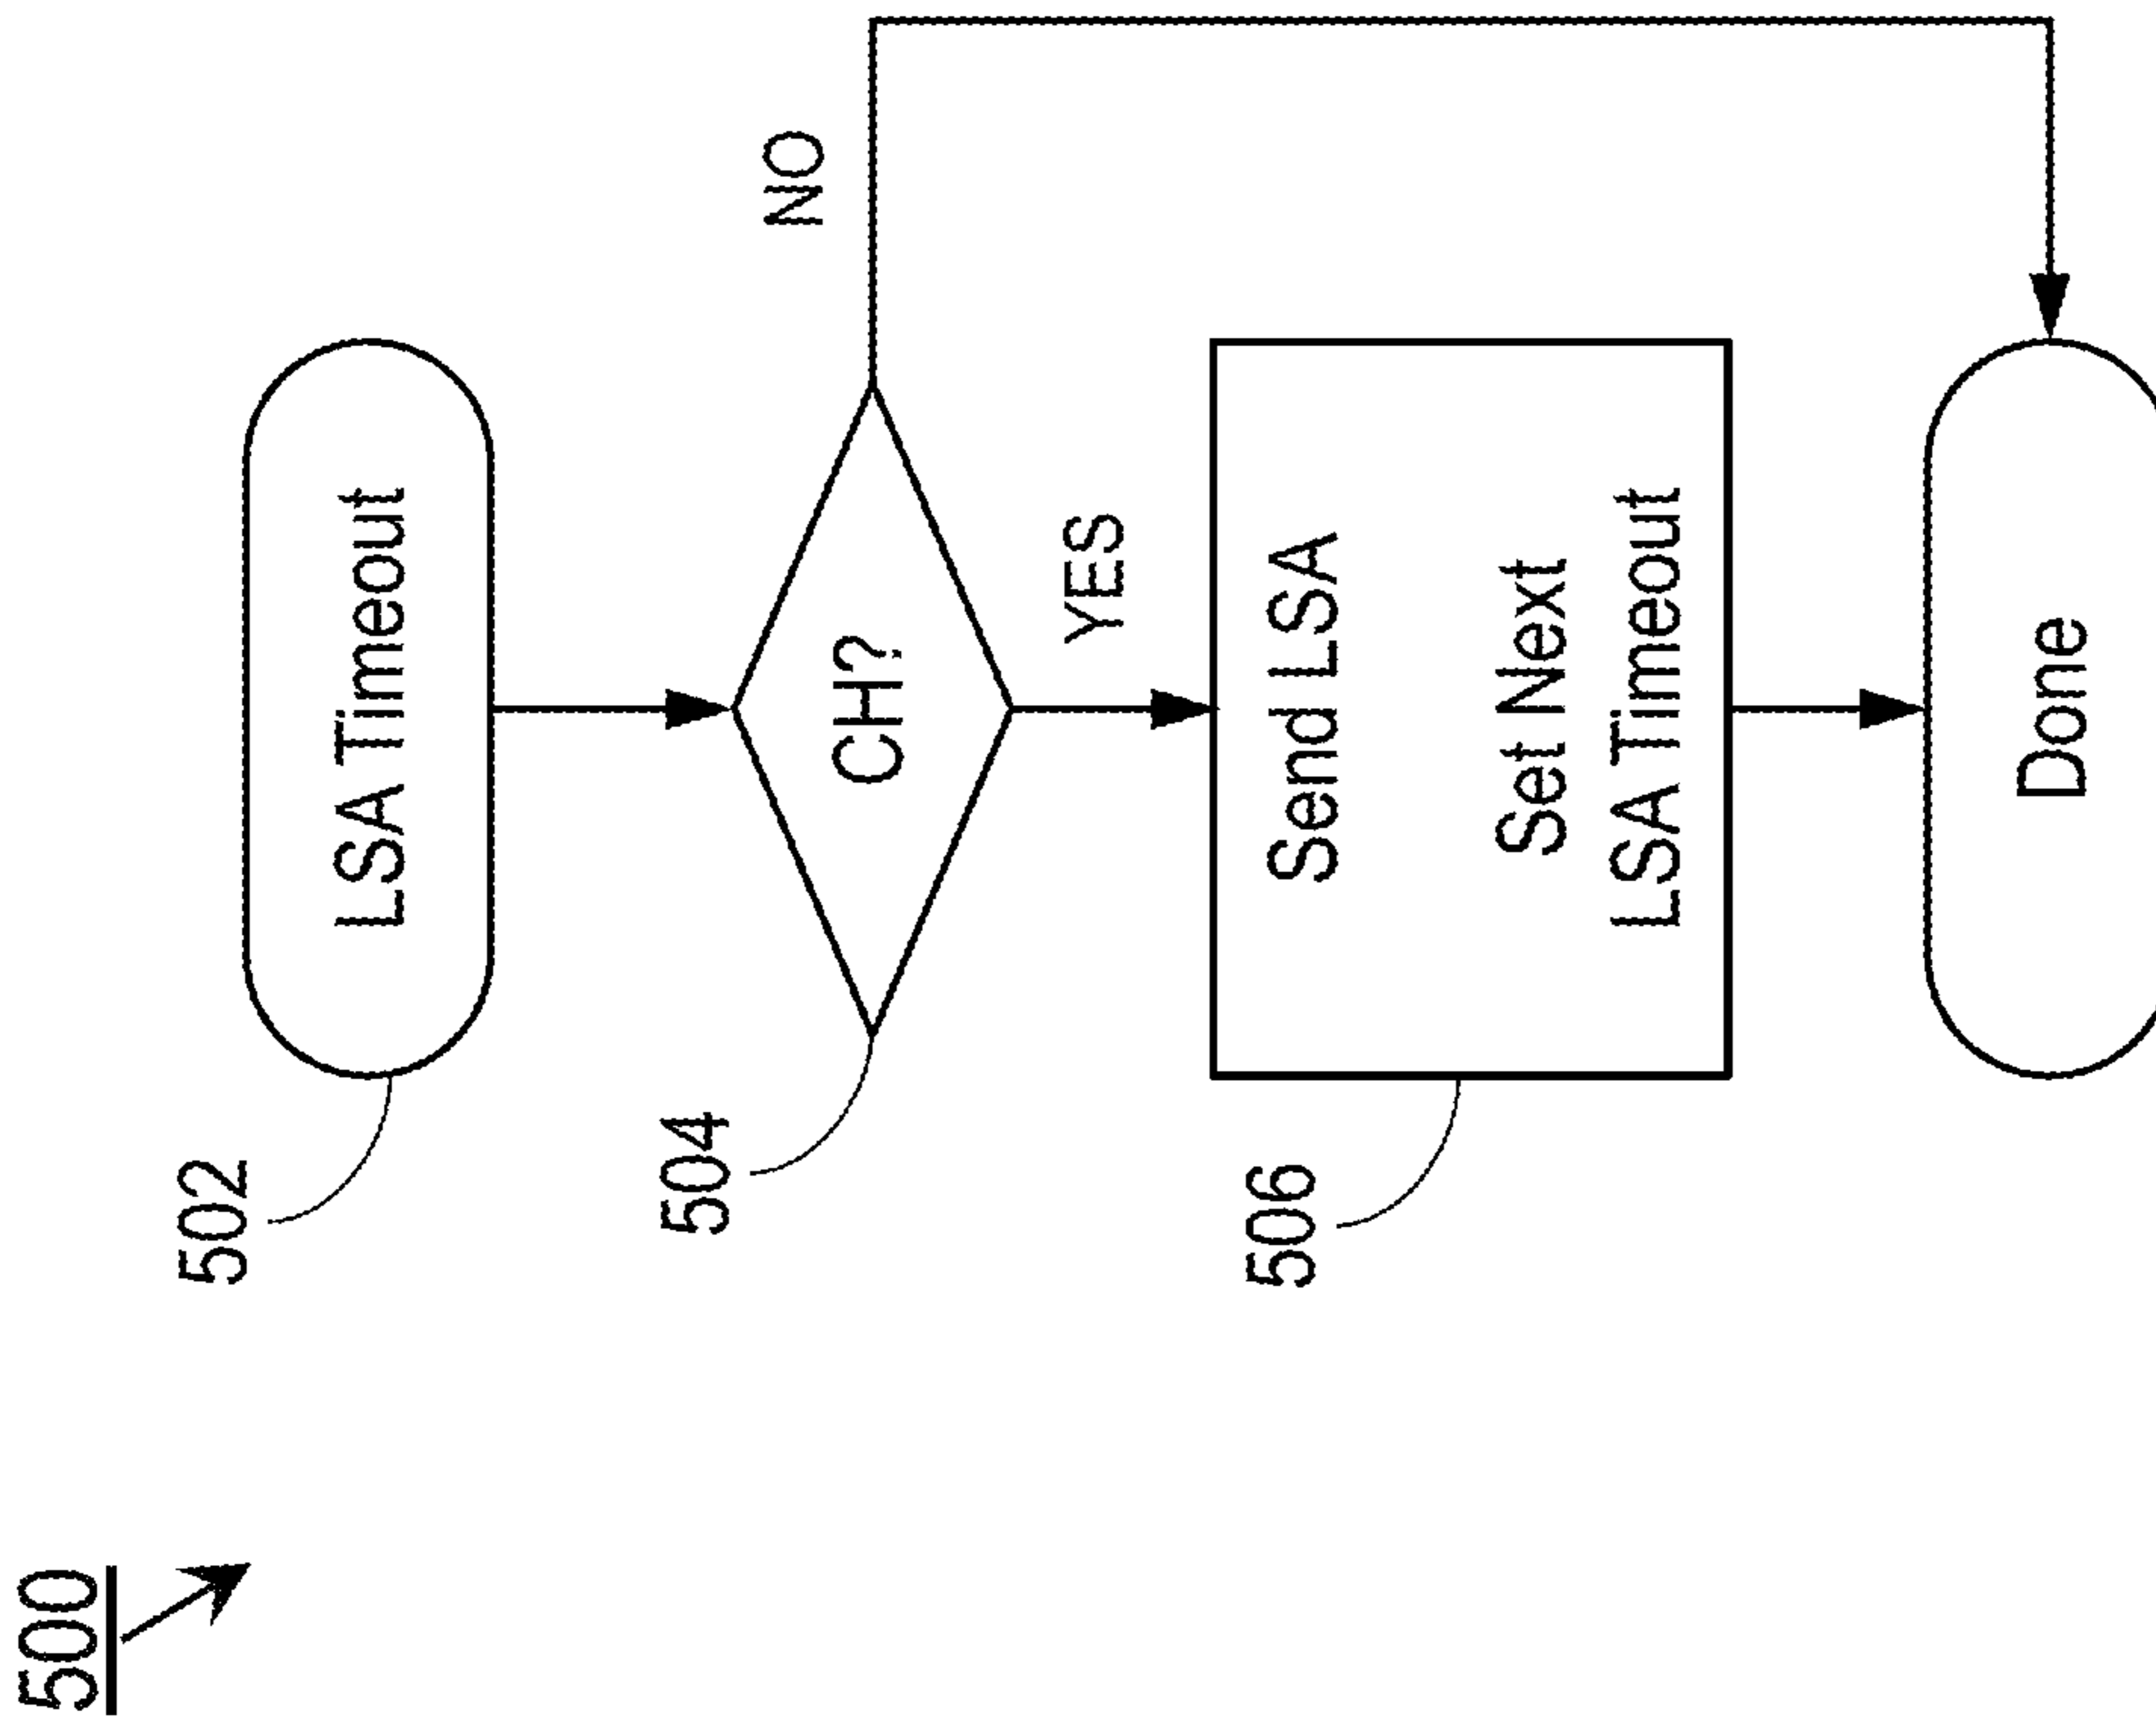 500
502
LSA Timeout
504
CH?
NO
YES
506
Send LSA
Set Next
LSA Timeout
Done